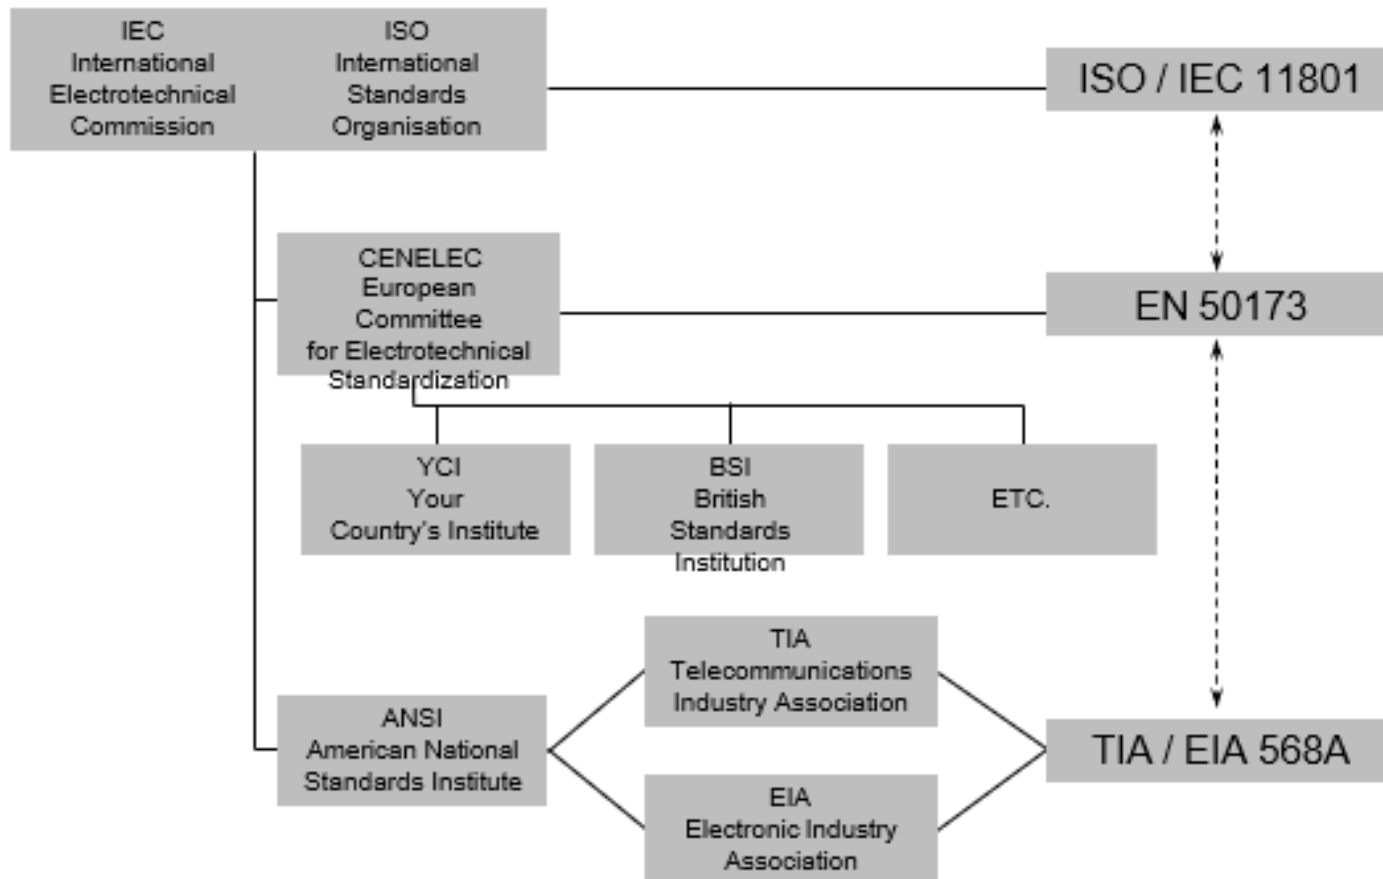 IEC
International
Electrotechnical
Commission
ISO
International
Standards
Organisation
ISO / IEC 11801
CENELEC
European
Committee
for Electrotechnical
Standardization
EN 50173
YCI
Your
Country's Institute
BSI
British
Standards
Institution
ETC.
TIA
Telecommunications
Industry Association
ANSI
American National
Standards Institute
TIA / EIA 568A
EIA
Electronic Industry
Association